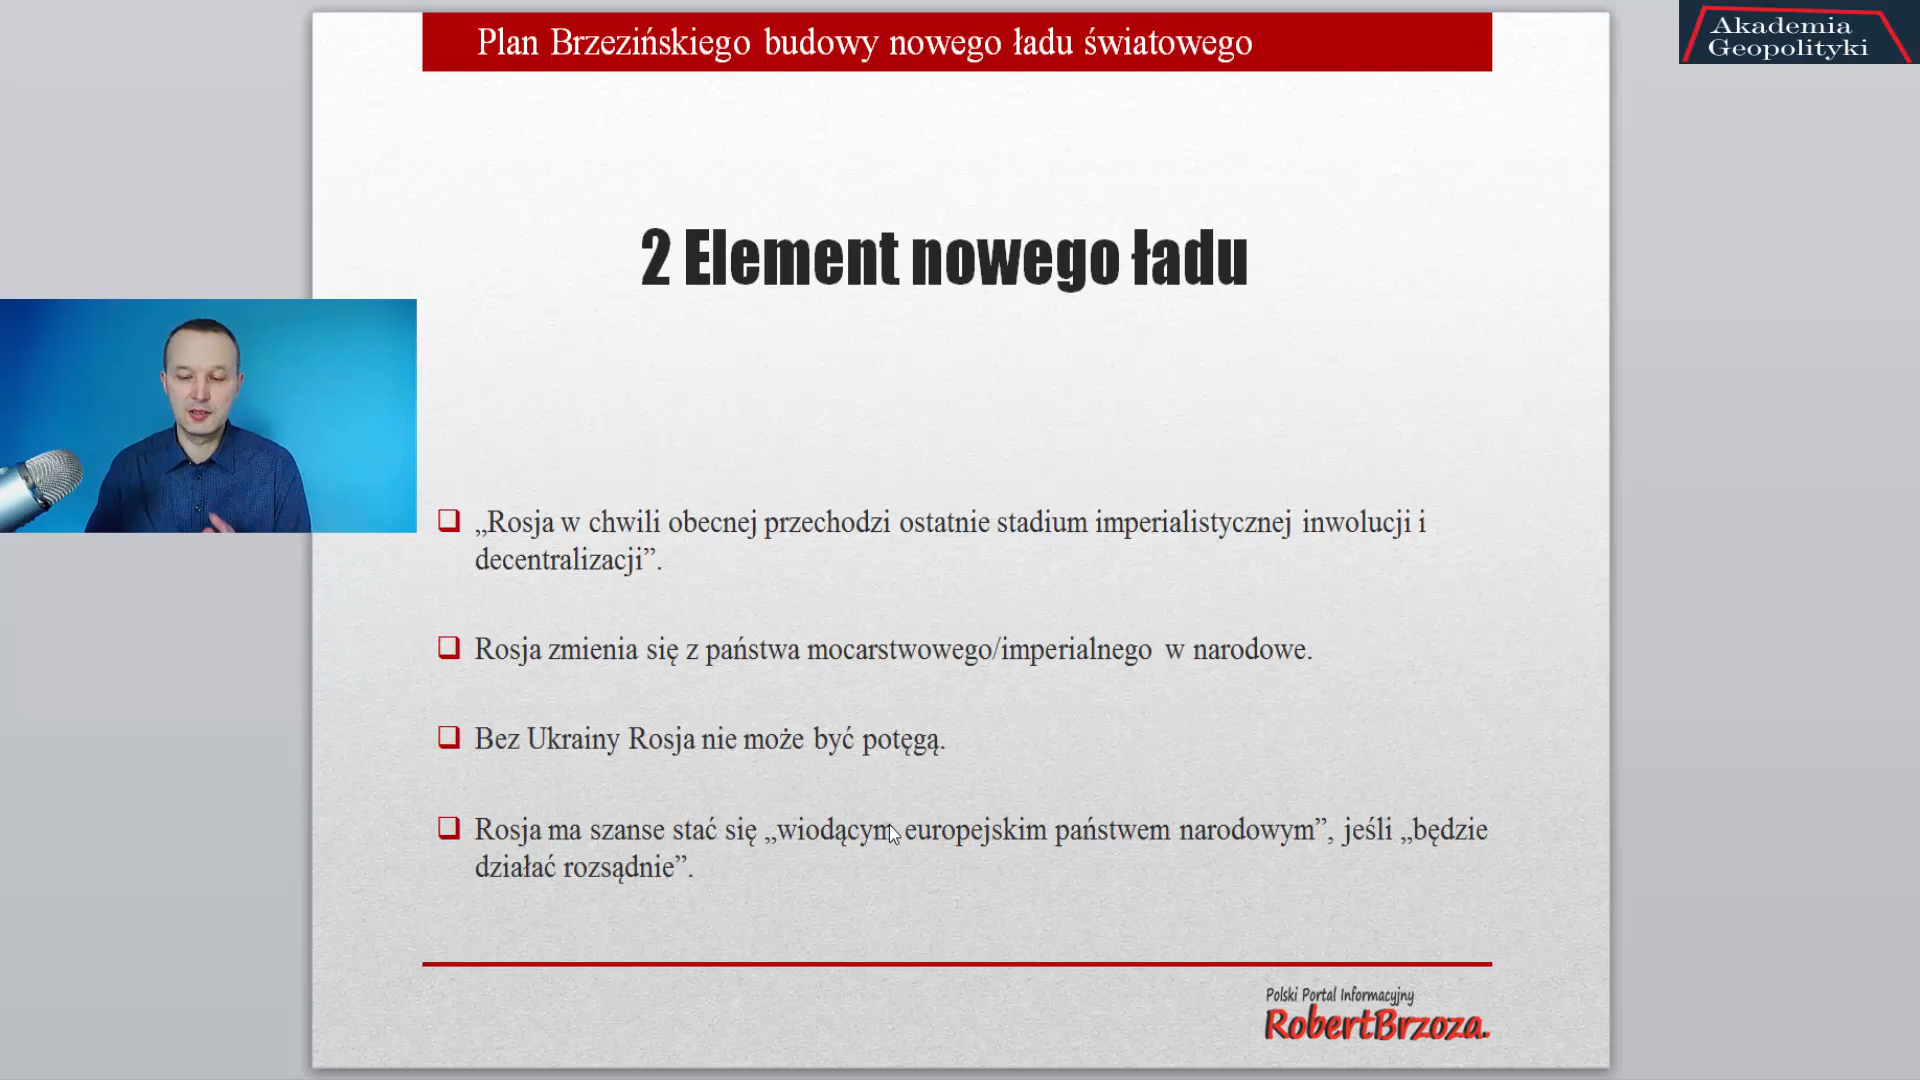 Plan Brzezińskiego budowy nowego ładu światowego
Akademia
Geopolityki
2 Element nowego ładu
„Rosja w chwili obecnej przechodzi ostatnie stadium imperialistycznej inwolucji i
decentralizacji”.
Rosja zmienia się z państwa mocarstwowego/imperialnego w narodowe.
Bez Ukrainy Rosja nie może być potęgą.
Rosja ma szanse stać się „wiodącym europejskim państwem narodowym”, jeśli „będzie
działać rozsądnie”.
Polski Portal Informacyjny
RobertBrzoza.